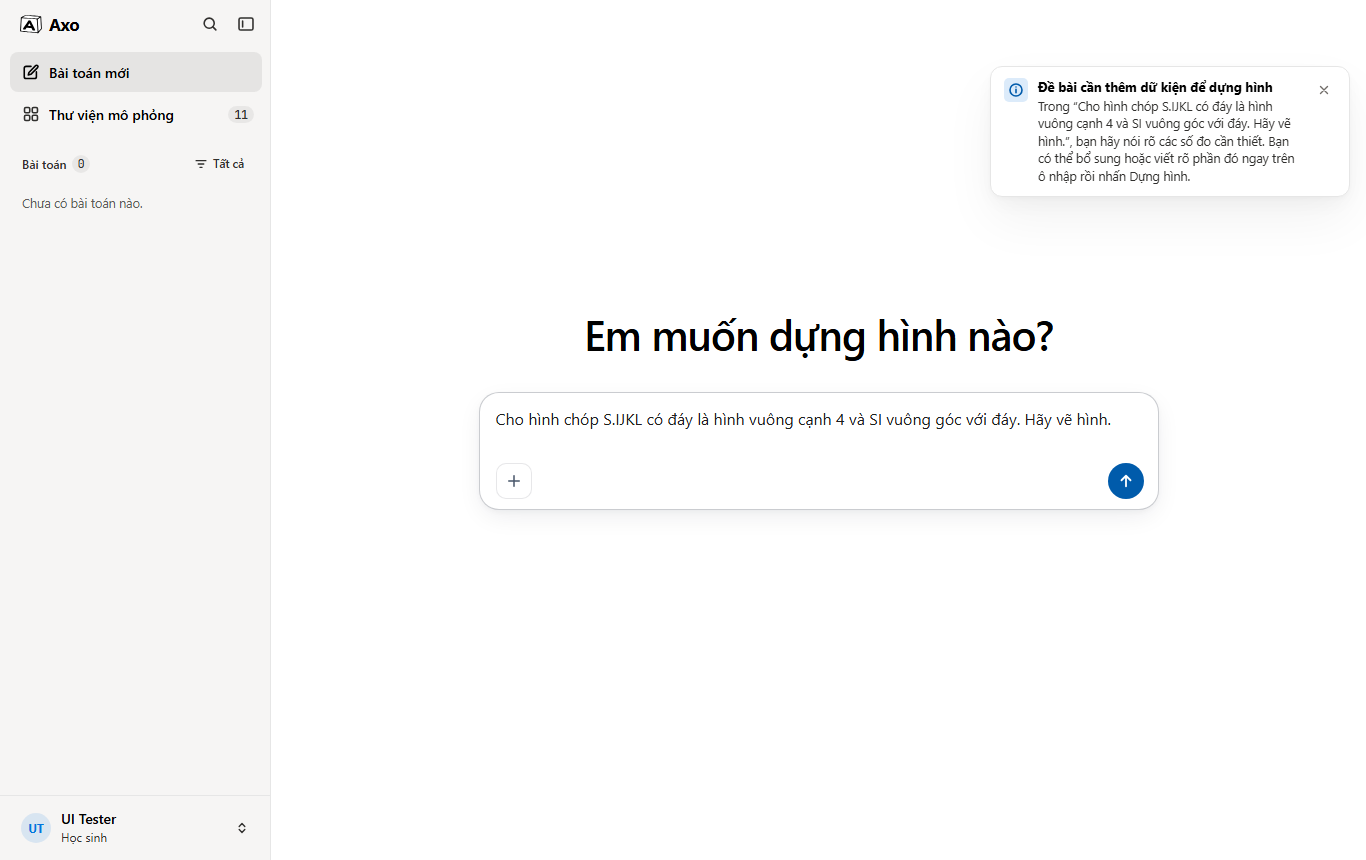 Axo
Bài toán mới
Thư viện mô phỏng 11
Bài toán 0 Tất cả
Chưa có bài toán nào.
Đề bài cần thêm dữ kiện để dựng hình
Trong “Cho hình chóp S.IJKL có đáy là hình
vuông cạnh 4 và SI vuông góc với đáy. Hãy vẽ
hình.”, bạn hãy nói rõ các số đo cần thiết. Bạn
có thể bổ sung hoặc viết rõ phần đó ngay trên
ô nhập rồi nhấn Dựng hình.
Em muốn dựng hình nào?
Cho hình chóp S.IJKL có đáy là hình vuông cạnh 4 và SI vuông góc với đáy. Hãy vẽ hình.
UT
UI Tester
Học sinh